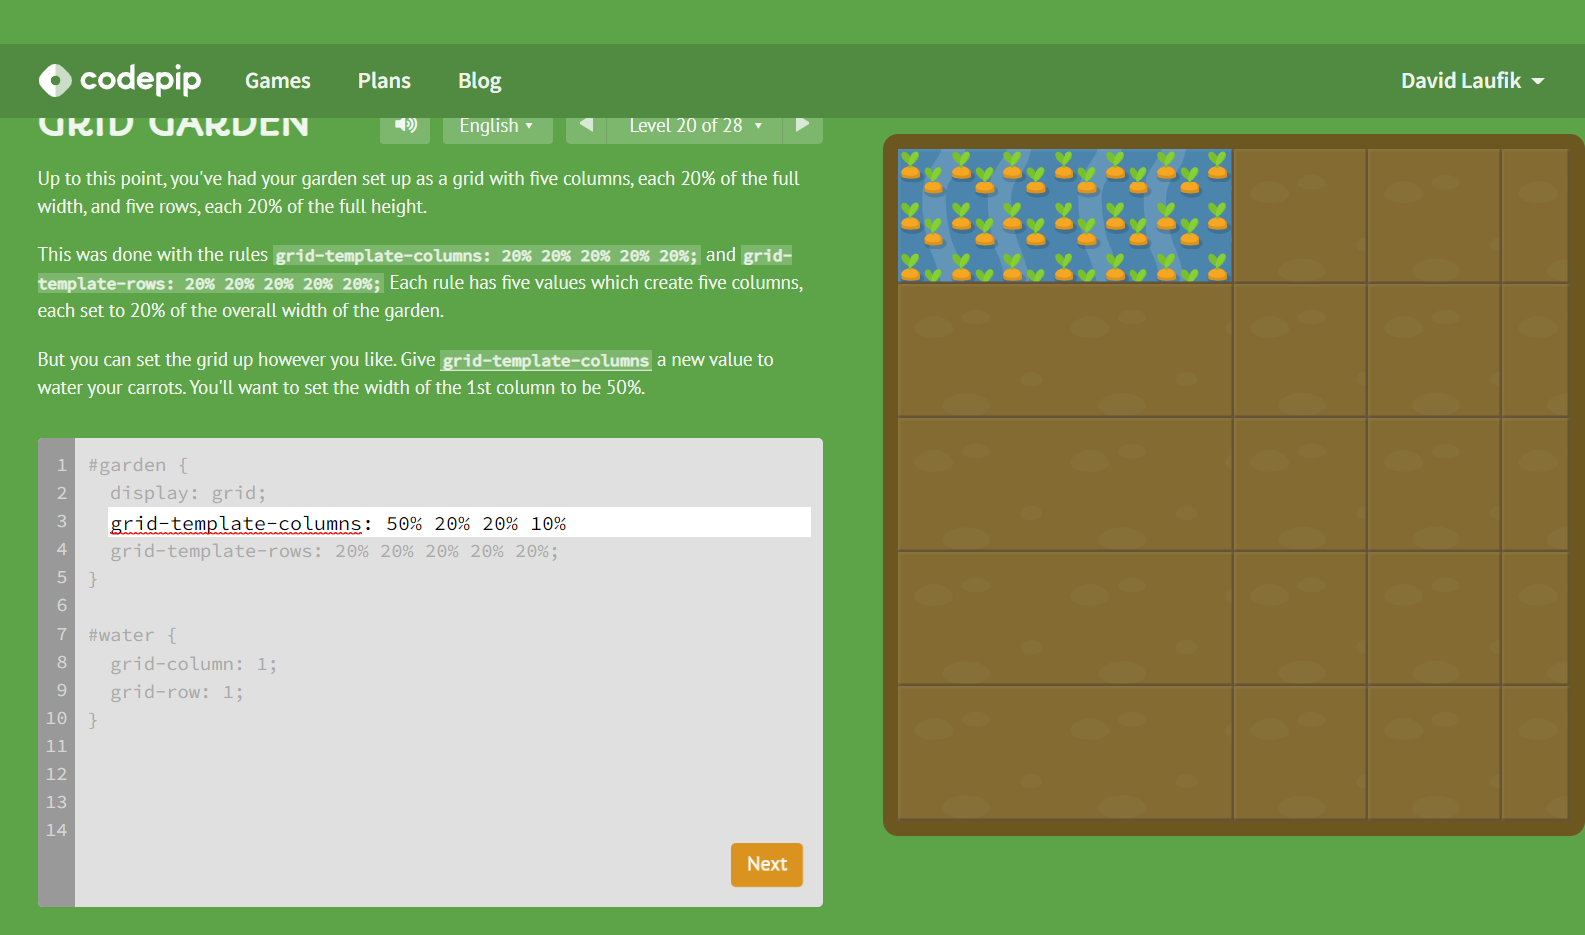 codepip Games Plans Blog David Laufik
GRID GARDEN English Level 20 of 28
Up to this point, you've had your garden set up as a grid with five columns, each 20% of the full
width, and five rows, each 20% of the full height.
This was done with the rules grid-template-columns: 20% 20% 20% 20% 20%; and grid-
template-rows: 20% 20% 20% 20% 20%; Each rule has five values which create five columns,
each set to 20% of the overall width of the garden.
But you can set the grid up however you like. Give grid-template-columns a new value to
water your carrots. You'll want to set the width of the 1st column to be 50%.
1 #garden {
2 display: grid;
3 grid-template-columns: 50% 20% 20% 10%
4 grid-template-rows: 20% 20% 20% 20% 20%;
5 }
6
7 #water {
8 grid-column: 1;
9 grid-row: 1;
10 }
11
12
13
14
Next